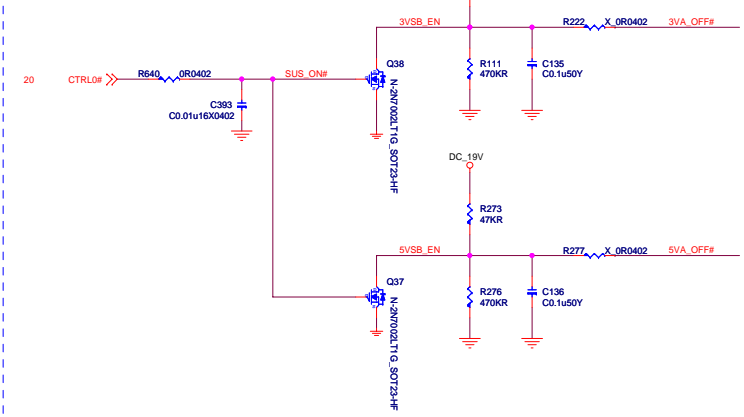 3VSB_EN
R222
X_0R0402
3VA_OFF#
Q38
R111
470KR
C135
C0.1u50Y
20
CTRL0#
R640
0R0402
SUS_ON#
C393
C0.01u16X0402
N-2N7002LT1G_SOT23-HF
DC_19V
R273
47KR
5VSB_EN
R277
X_0R0402
5VA_OFF#
Q37
R276
470KR
C136
C0.1u50Y
N-2N7002LT1G_SOT23-HF